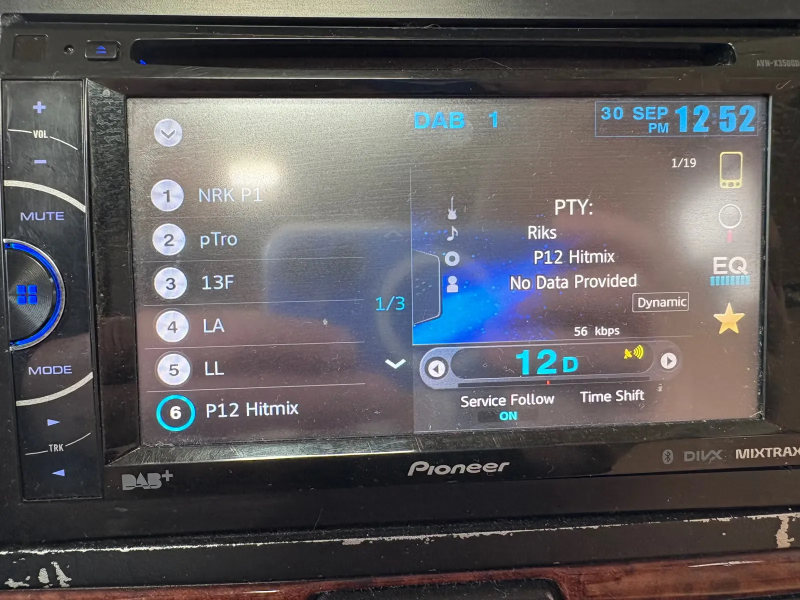 AVH-X3500DAB
VOL
MUTE
MODE
TRK
DAB 1
30 SEP
PM 12:52
1/19
1 NRK P1
2 pTro
3 13F
4 LA
5 LL
6 P12 Hitmix
1/3
PTY:
Riks
P12 Hitmix
No Data Provided
Dynamic
56 kbps
EQ
12D
Service Follow
ON
Time Shift
DAB+
Pioneer
DIVX
MIXTRAX